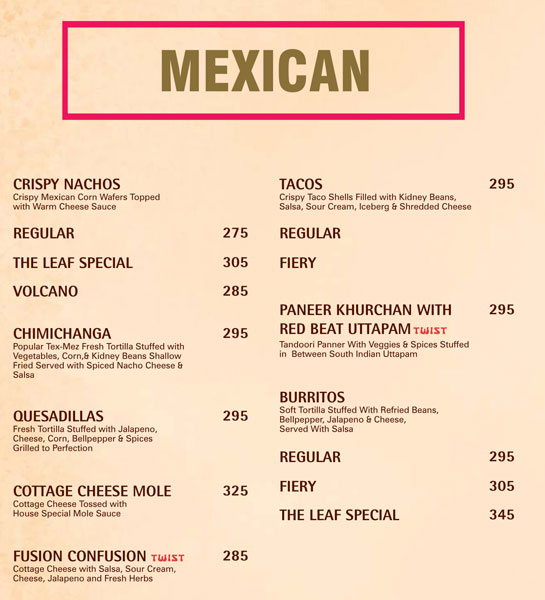 MEXICAN
CRISPY NACHOS
Crispy Mexican Corn Wafers Topped
with Warm Cheese Sauce
REGULAR 275
THE LEAF SPECIAL 305
VOLCANO 285
CHIMICHANGA 295
Popular Tex-Mez Fresh Tortilla Stuffed with
Vegetables, Corn,& Kidney Beans Shallow
Fried Served with Spiced Nacho Cheese &
Salsa
QUESADILLAS 295
Fresh Tortilla Stuffed with Jalapeno,
Cheese, Corn, Bellpepper & Spices
Grilled to Perfection
COTTAGE CHEESE MOLE 325
Cottage Cheese Tossed with
House Special Mole Sauce
FUSION CONFUSION TWIST 285
Cottage Cheese with Salsa, Sour Cream,
Cheese, Jalapeno and Fresh Herbs
TACOS 295
Crispy Taco Shells Filled with Kidney Beans,
Salsa, Sour Cream, Iceberg & Shredded Cheese
REGULAR
FIERY
PANEER KHURCHAN WITH 295
RED BEAT UTTAPAM TWIST
Tandoori Panner With Veggies & Spices Stuffed
in Between South Indian Uttapam
BURRITOS
Soft Tortilla Stuffed With Refried Beans,
Bellpepper, Jalapeno & Cheese,
Served With Salsa
REGULAR 295
FIERY 305
THE LEAF SPECIAL 345